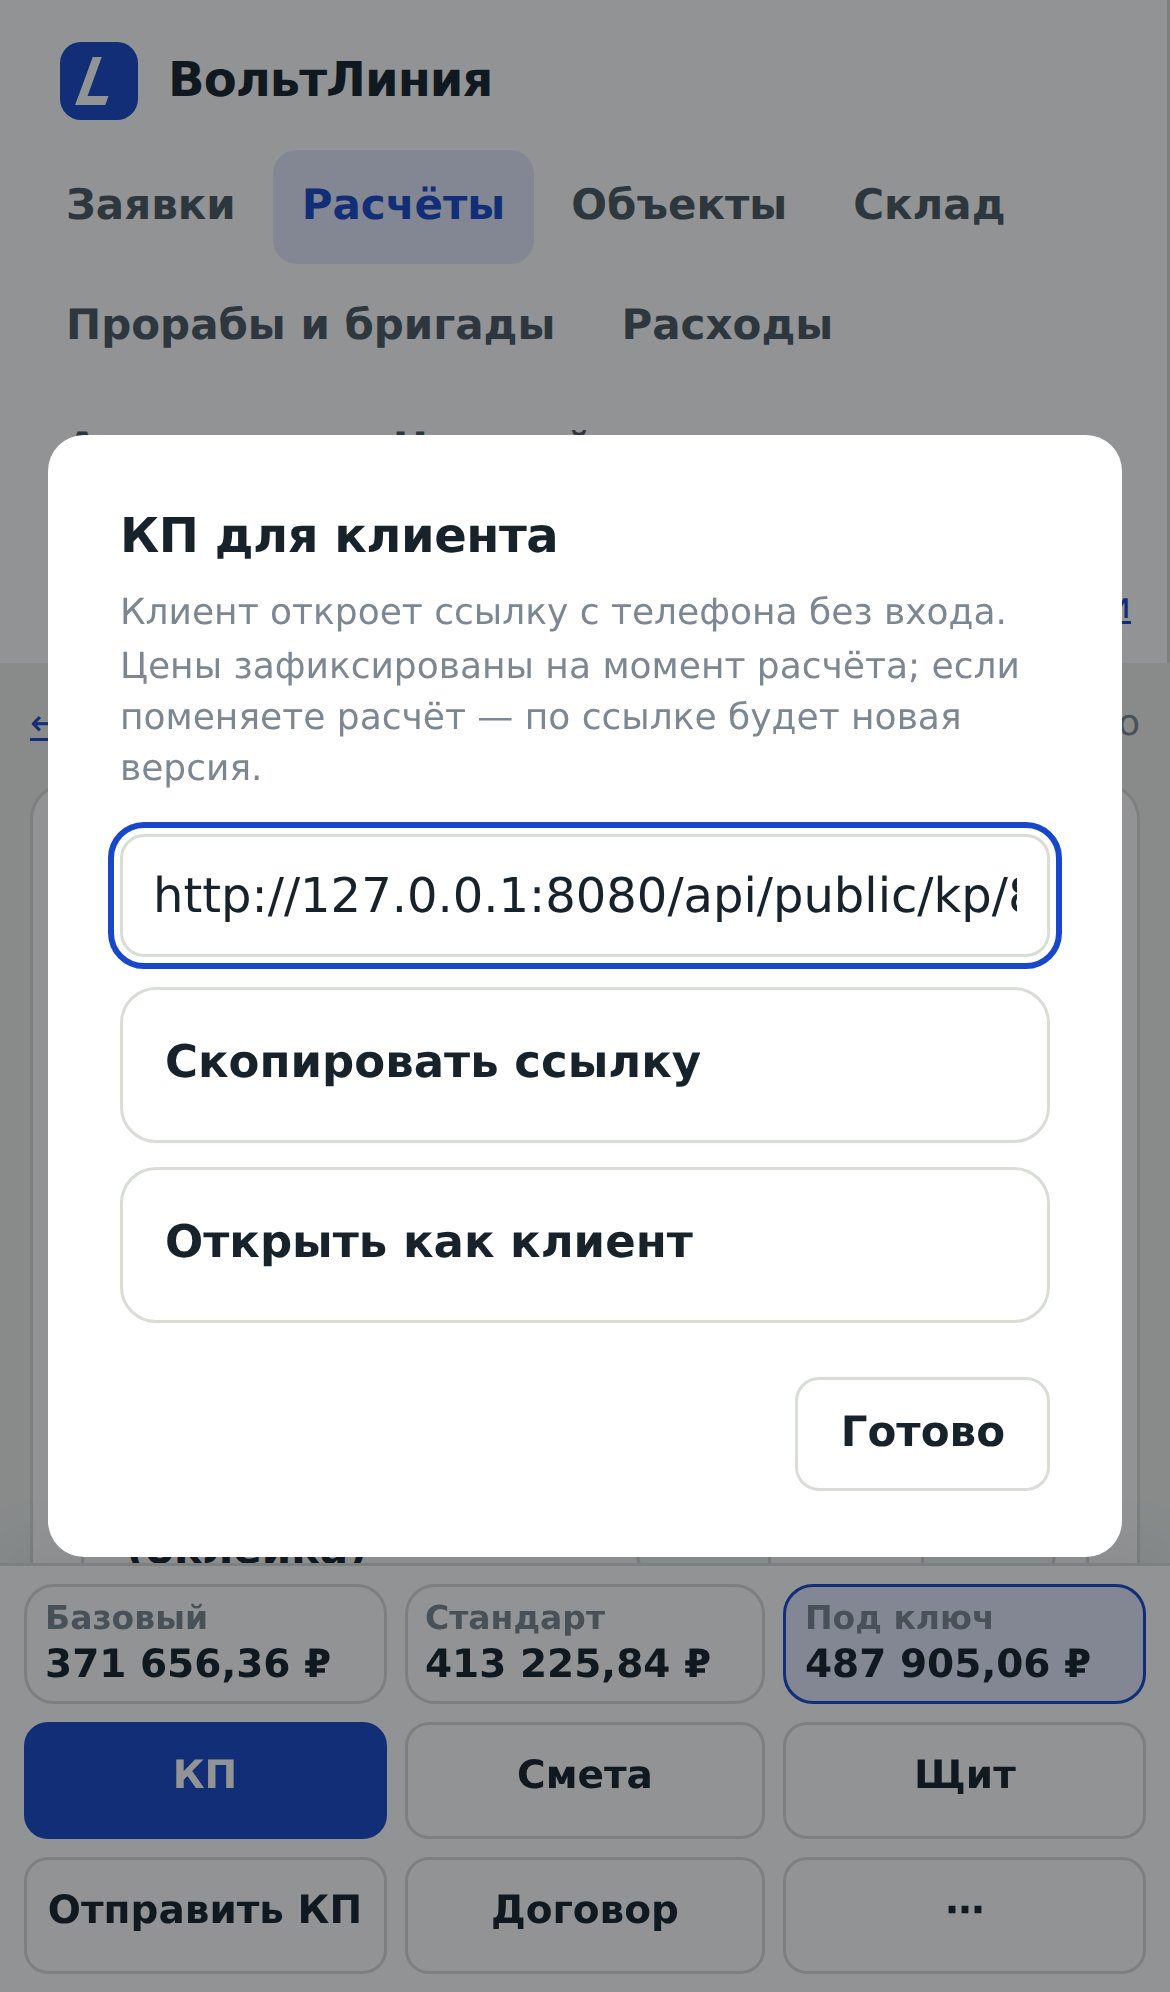 ВольтЛиния
Заявки Расчёты Объекты Склад
Прорабы и бригады Расходы
КП для клиента
Клиент откроет ссылку с телефона без входа.
Цены зафиксированы на момент расчёта; если
поменяете расчёт — по ссылке будет новая
версия.
http://127.0.0.1:8080/api/public/kp/
Скопировать ссылку
Открыть как клиент
Готово
Базовый Стандарт Под ключ
371 656,36 ₽ 413 225,84 ₽ 487 905,06 ₽
КП Смета Щит
Отправить КП Договор ...